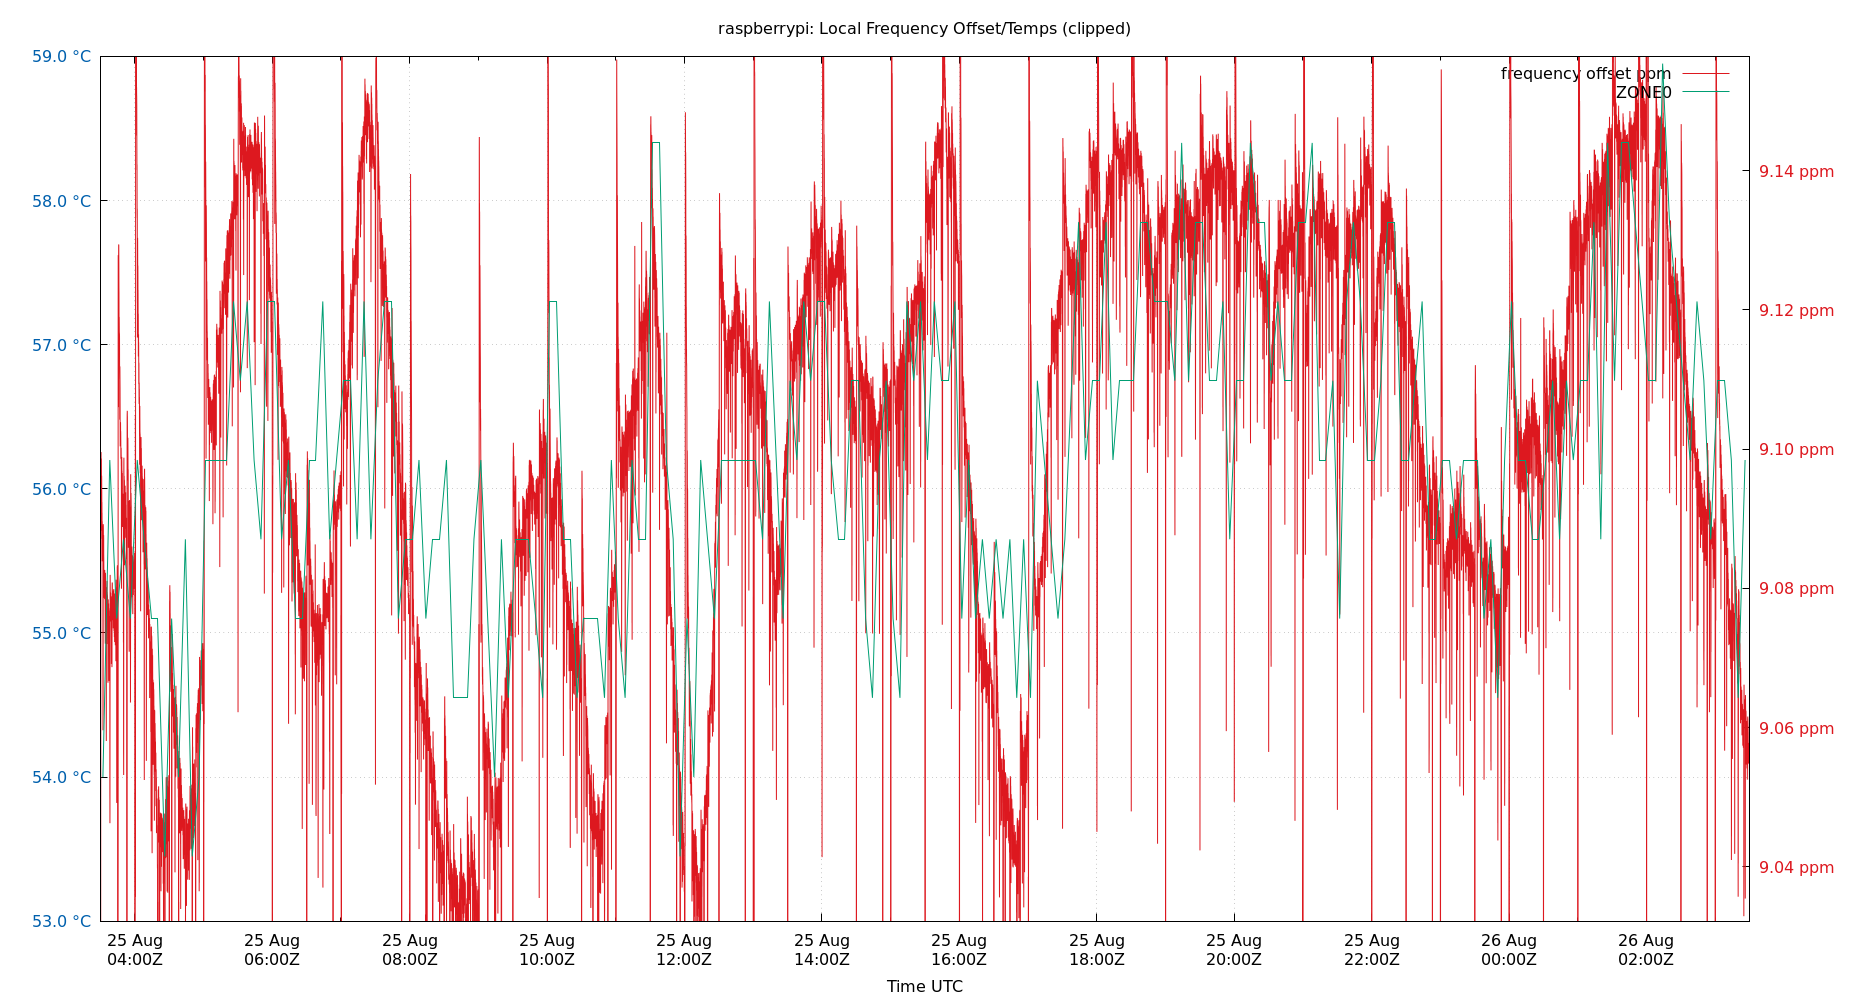 raspberrypi: Local Frequency Offset/Temps (clipped)
frequency offset ppm
ZONE0
59.0 °C
58.0 °C
57.0 °C
56.0 °C
55.0 °C
54.0 °C
53.0 °C
9.14 ppm
9.12 ppm
9.10 ppm
9.08 ppm
9.06 ppm
9.04 ppm
25 Aug 25 Aug 25 Aug 25 Aug 25 Aug 25 Aug 25 Aug 25 Aug 25 Aug 25 Aug 26 Aug 26 Aug
04:00Z 06:00Z 08:00Z 10:00Z 12:00Z 14:00Z 16:00Z 18:00Z 20:00Z 22:00Z 00:00Z 02:00Z
Time UTC